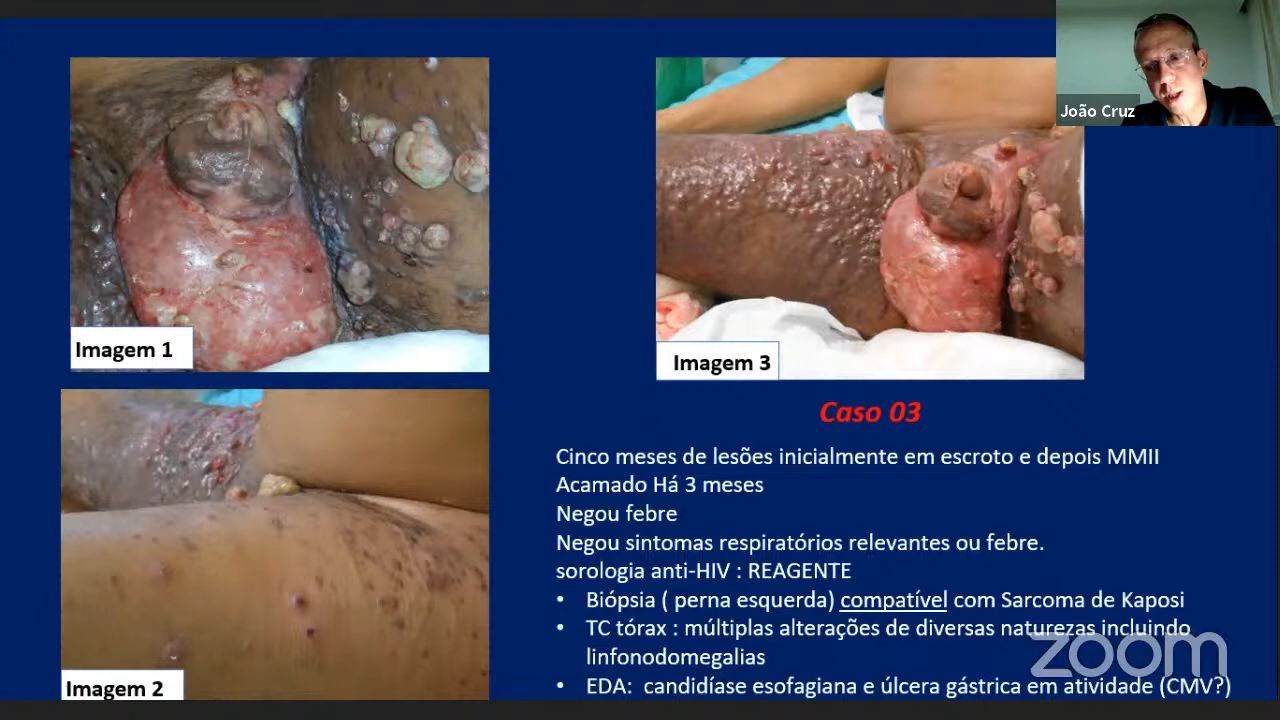 João Cruz
Imagem 1
Imagem 3
Caso 03
Cinco meses de lesões inicialmente em escroto e depois MMII
Acamado Há 3 meses
Negou febre
Negou sintomas respiratórios relevantes ou febre.
sorologia anti-HIV : REAGENTE
• Biópsia ( perna esquerda) compatível com Sarcoma de Kaposi
• TC tórax : múltiplas alterações de diversas naturezas incluindo
linfonodomegalias
• EDA: candidíase esofagiana e úlcera gástrica em atividade (CMV?)
Imagem 2
zoom